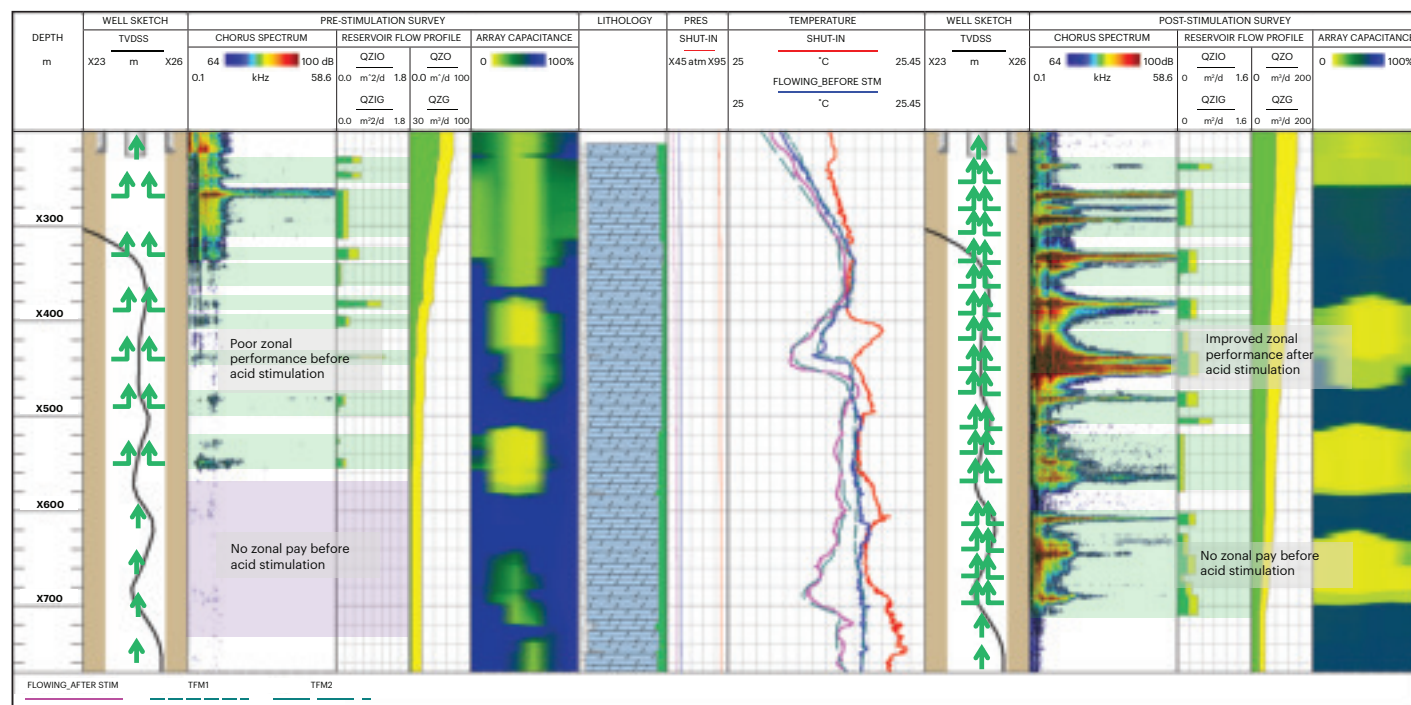 WELL SKETCH PRE-STIMULATION SURVEY LITHOLOGY PRES TEMPERATURE WELL SKETCH POST-STIMULATION SURVEY
DEPTH TVDSS CHORUS SPECTRUM RESERVOIR FLOW PROFILE ARRAY CAPACITANCE SHUT-IN SHUT-IN TVDSS CHORUS SPECTRUM RESERVOIR FLOW PROFILE ARRAY CAPACITANCE
m X23 m X26 64 100 dB QZIO QZO 0 100% X45 atm X95 25 ˚C 25.45 X23 m X26 64 100dB QZIO QZO 0 100%
0.1 kHz 58.6 0.0 m^2/d 1.8 0.0 m^/d 100 FLOWING_BEFORE STM 0.1 kHz 58.6 0 m²/d 1.6 0 m²/d 200
QZIG QZG 25 ˚C 25.45 QZIG QZG
0.0 m^2/d 1.8 30 m²/d 100 0 m²/d 1.6 0 m²/d 200
X300
X400
Poor zonal
performance before
acid stimulation
Improved zonal
performance after
acid stimulation
X500
X600
No zonal pay before
acid stimulation
No zonal pay before
acid stimulation
X700
FLOWING_AFTER STIM TFM1 TFM2